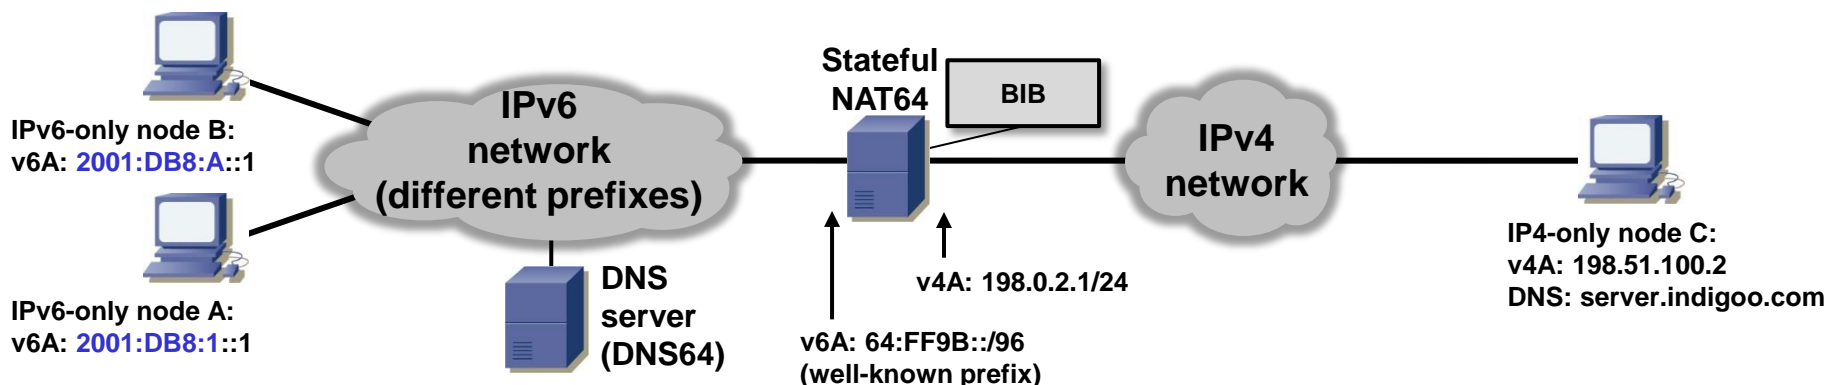 IPv6-only node B:
v6A: 2001:DB8:A::1
IPv6-only node A:
v6A: 2001:DB8:1::1
IPv6
network
(different prefixes)
DNS
server
(DNS64)
Stateful
NAT64
BIB
v6A: 64:FF9B::/96
(well-known prefix)
v4A: 198.0.2.1/24
IPv4
network
IP4-only node C:
v4A: 198.51.100.2
DNS: server.indigoo.com